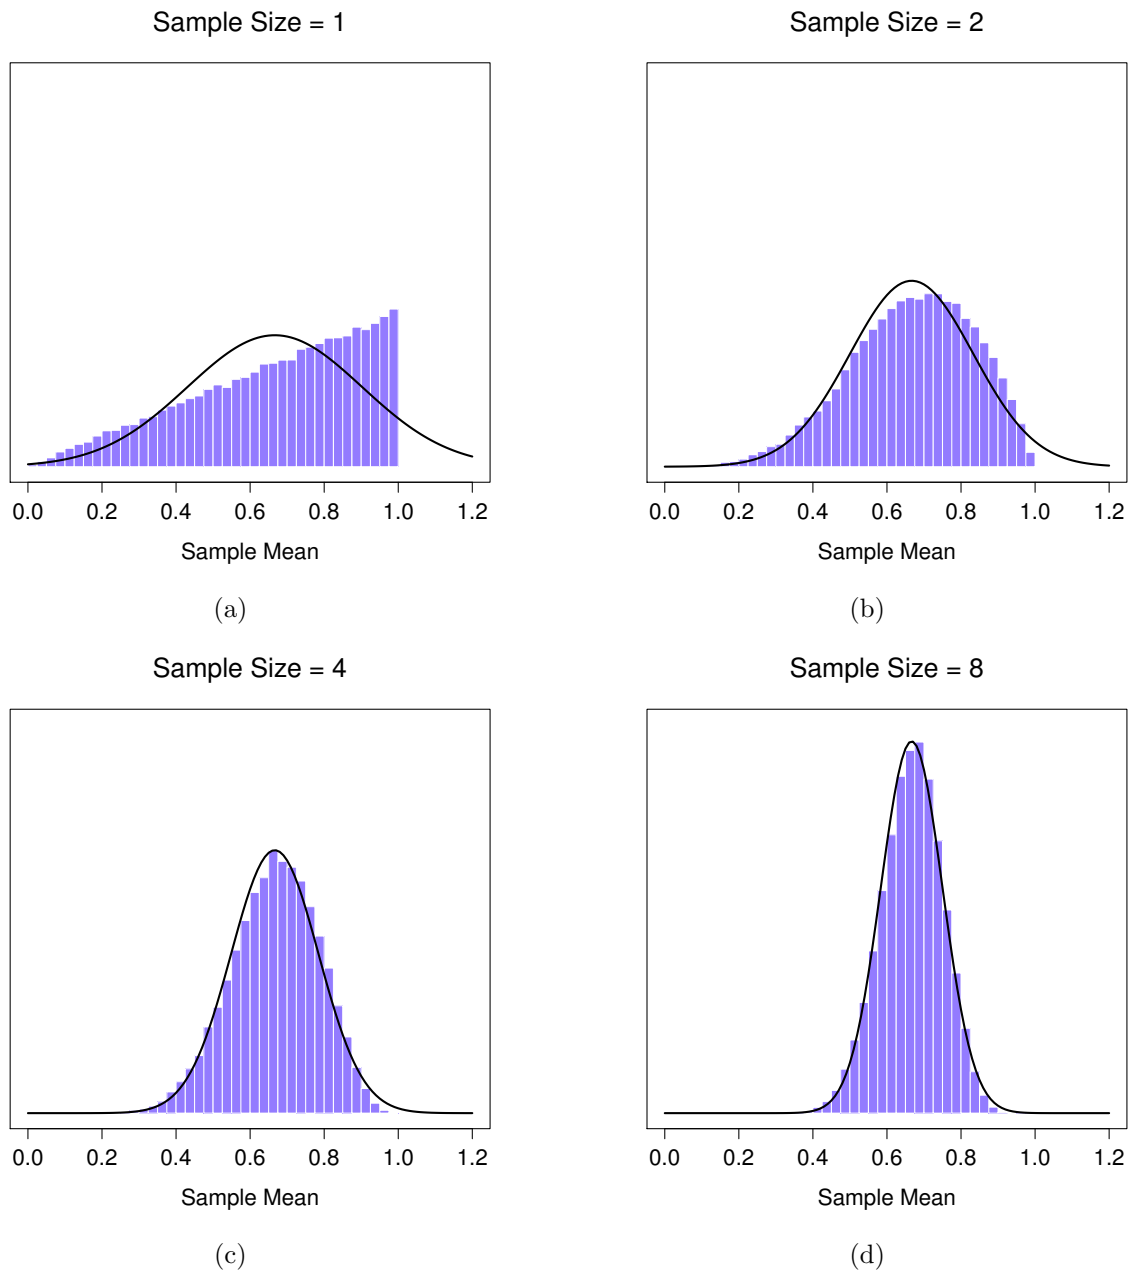 Sample Size = 1
0.0 0.2 0.4 0.6 0.8 1.0 1.2
Sample Mean
(a)
Sample Size = 2
0.0 0.2 0.4 0.6 0.8 1.0 1.2
Sample Mean
(b)
Sample Size = 4
0.0 0.2 0.4 0.6 0.8 1.0 1.2
Sample Mean
(c)
Sample Size = 8
0.0 0.2 0.4 0.6 0.8 1.0 1.2
Sample Mean
(d)